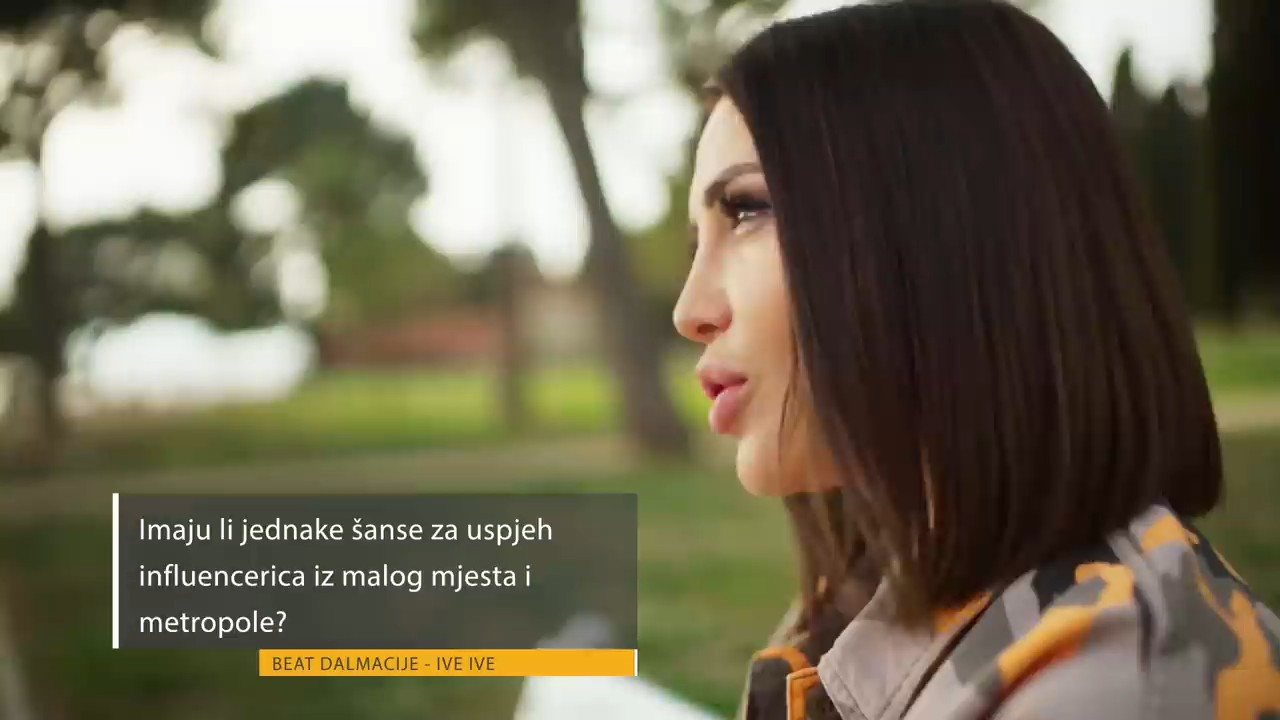 Imaju li jednake šanse za uspjeh
influencerica iz malog mjesta i
metropole?
BEAT DALMACIJE - IVE IVE